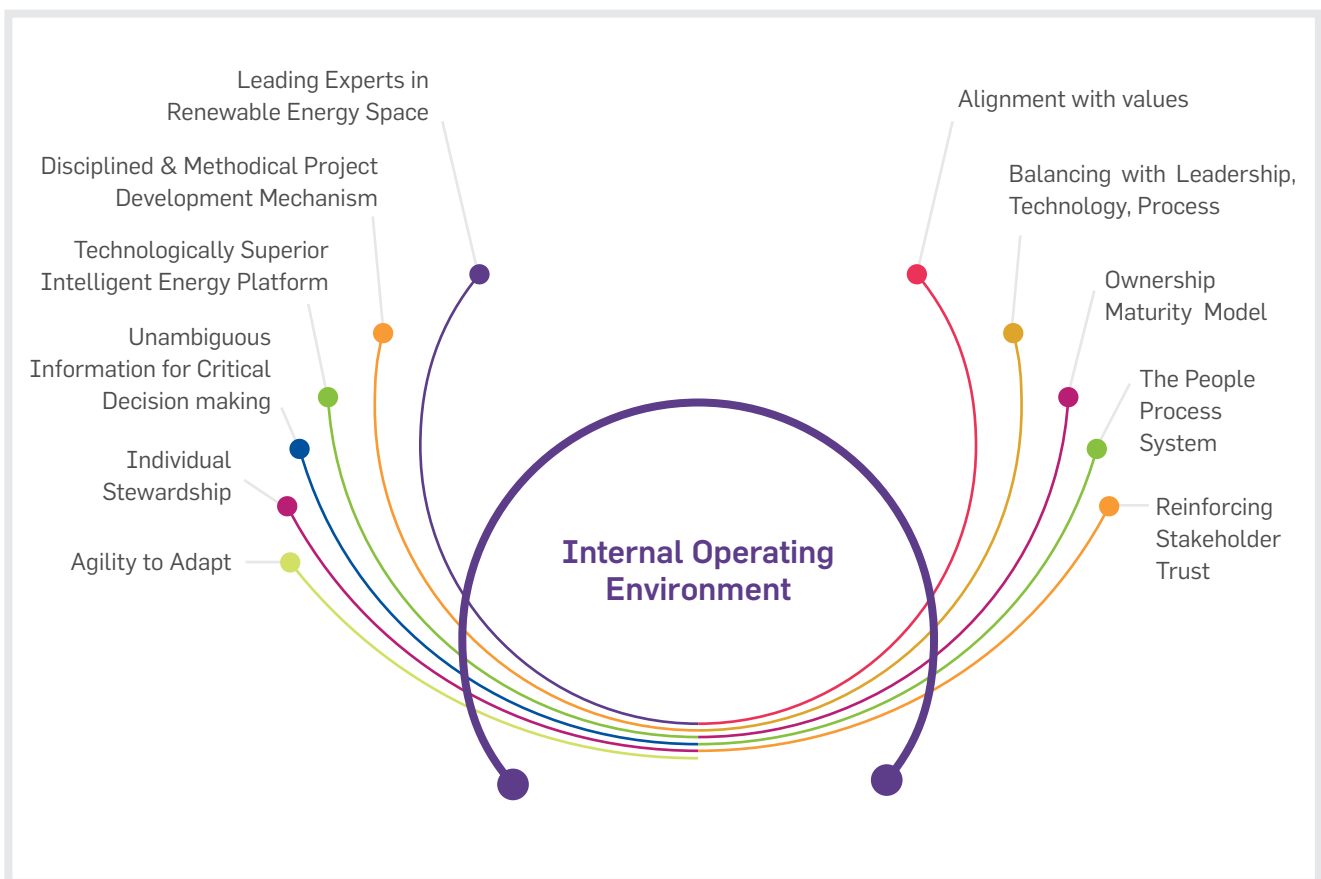 Leading Experts in
Renewable Energy Space
Disciplined & Methodical Project
Development Mechanism
Technologically Superior
Intelligent Energy Platform
Unambiguous
Information for Critical
Decision making
Individual
Stewardship
Agility to Adapt
Internal Operating
Environment
Alignment with values
Balancing with Leadership,
Technology, Process
Ownership
Maturity Model
The People
Process
System
Reinforcing
Stakeholder
Trust